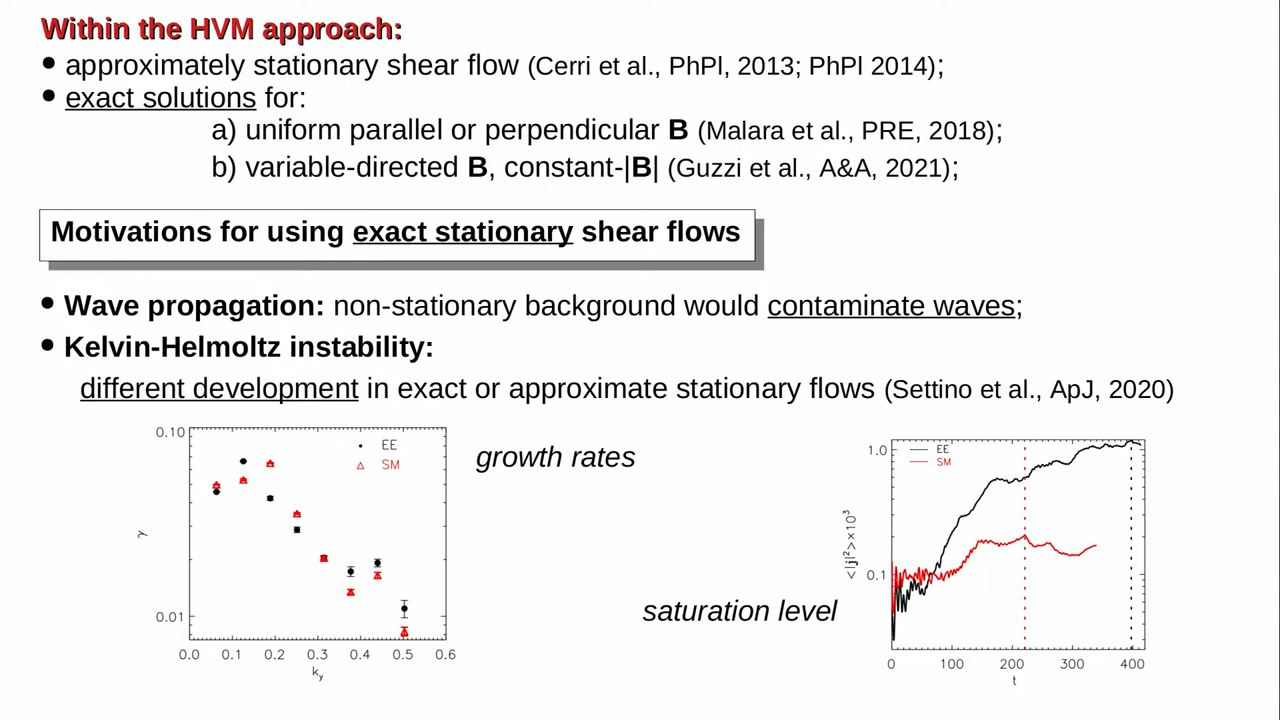 Within the HVM approach:
• approximately stationary shear flow (Cerri et al., PhPl, 2013; PhPl 2014);
• exact solutions for:
a) uniform parallel or perpendicular B (Malara et al., PRE, 2018);
b) variable-directed B, constant-|B| (Guzzi et al., A&A, 2021);
Motivations for using exact stationary shear flows
• Wave propagation: non-stationary background would contaminate waves;
• Kelvin-Helmoltz instability:
different development in exact or approximate stationary flows (Settino et al., ApJ, 2020)
growth rates
0.10
0.01
γ
EE
SM
0.0 0.1 0.2 0.3 0.4 0.5 0.6
ky
saturation level
1.0
0.1
<|j|²>×10³
EE
SM
0 100 200 300 400
t